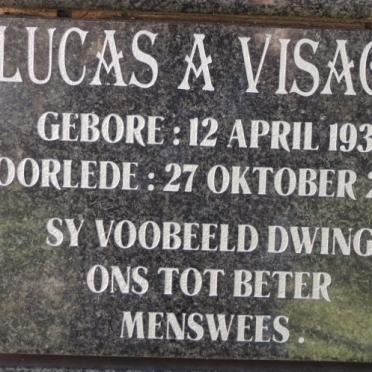 LUCAS A VISAG
GEBORE : 12 APRIL 193
OORLEDE : 27 OKTOBER 2
SY VOOBEELD DWING
ONS TOT BETER
MENSWEES .